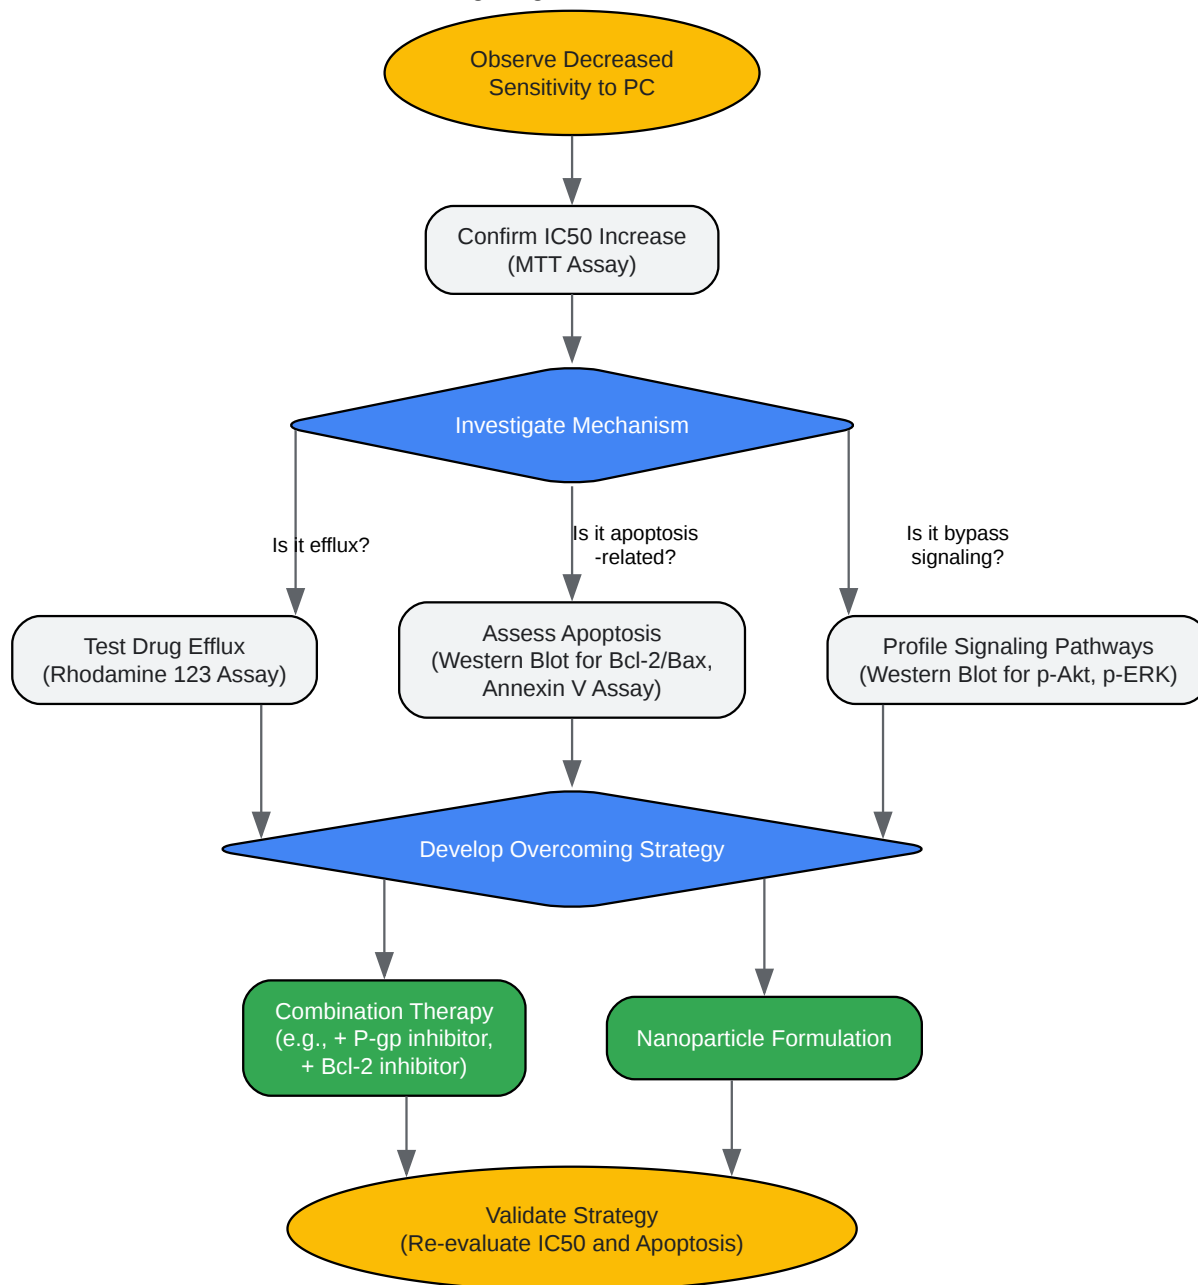 Observe Decreased
Sensitivity to PC
Confirm IC50 Increase
(MTT Assay)
Investigate Mechanism
Is it efflux?
Is it apoptosis
-related?
Is it bypass
signaling?
Test Drug Efflux
(Rhodamine 123 Assay)
Assess Apoptosis
(Western Blot for Bcl-2/Bax,
Annexin V Assay)
Profile Signaling Pathways
(Western Blot for p-Akt, p-ERK)
Develop Overcoming Strategy
Combination Therapy
(e.g., + P-gp inhibitor,
+ Bcl-2 inhibitor)
Nanoparticle Formulation
Validate Strategy
(Re-evaluate IC50 and Apoptosis)